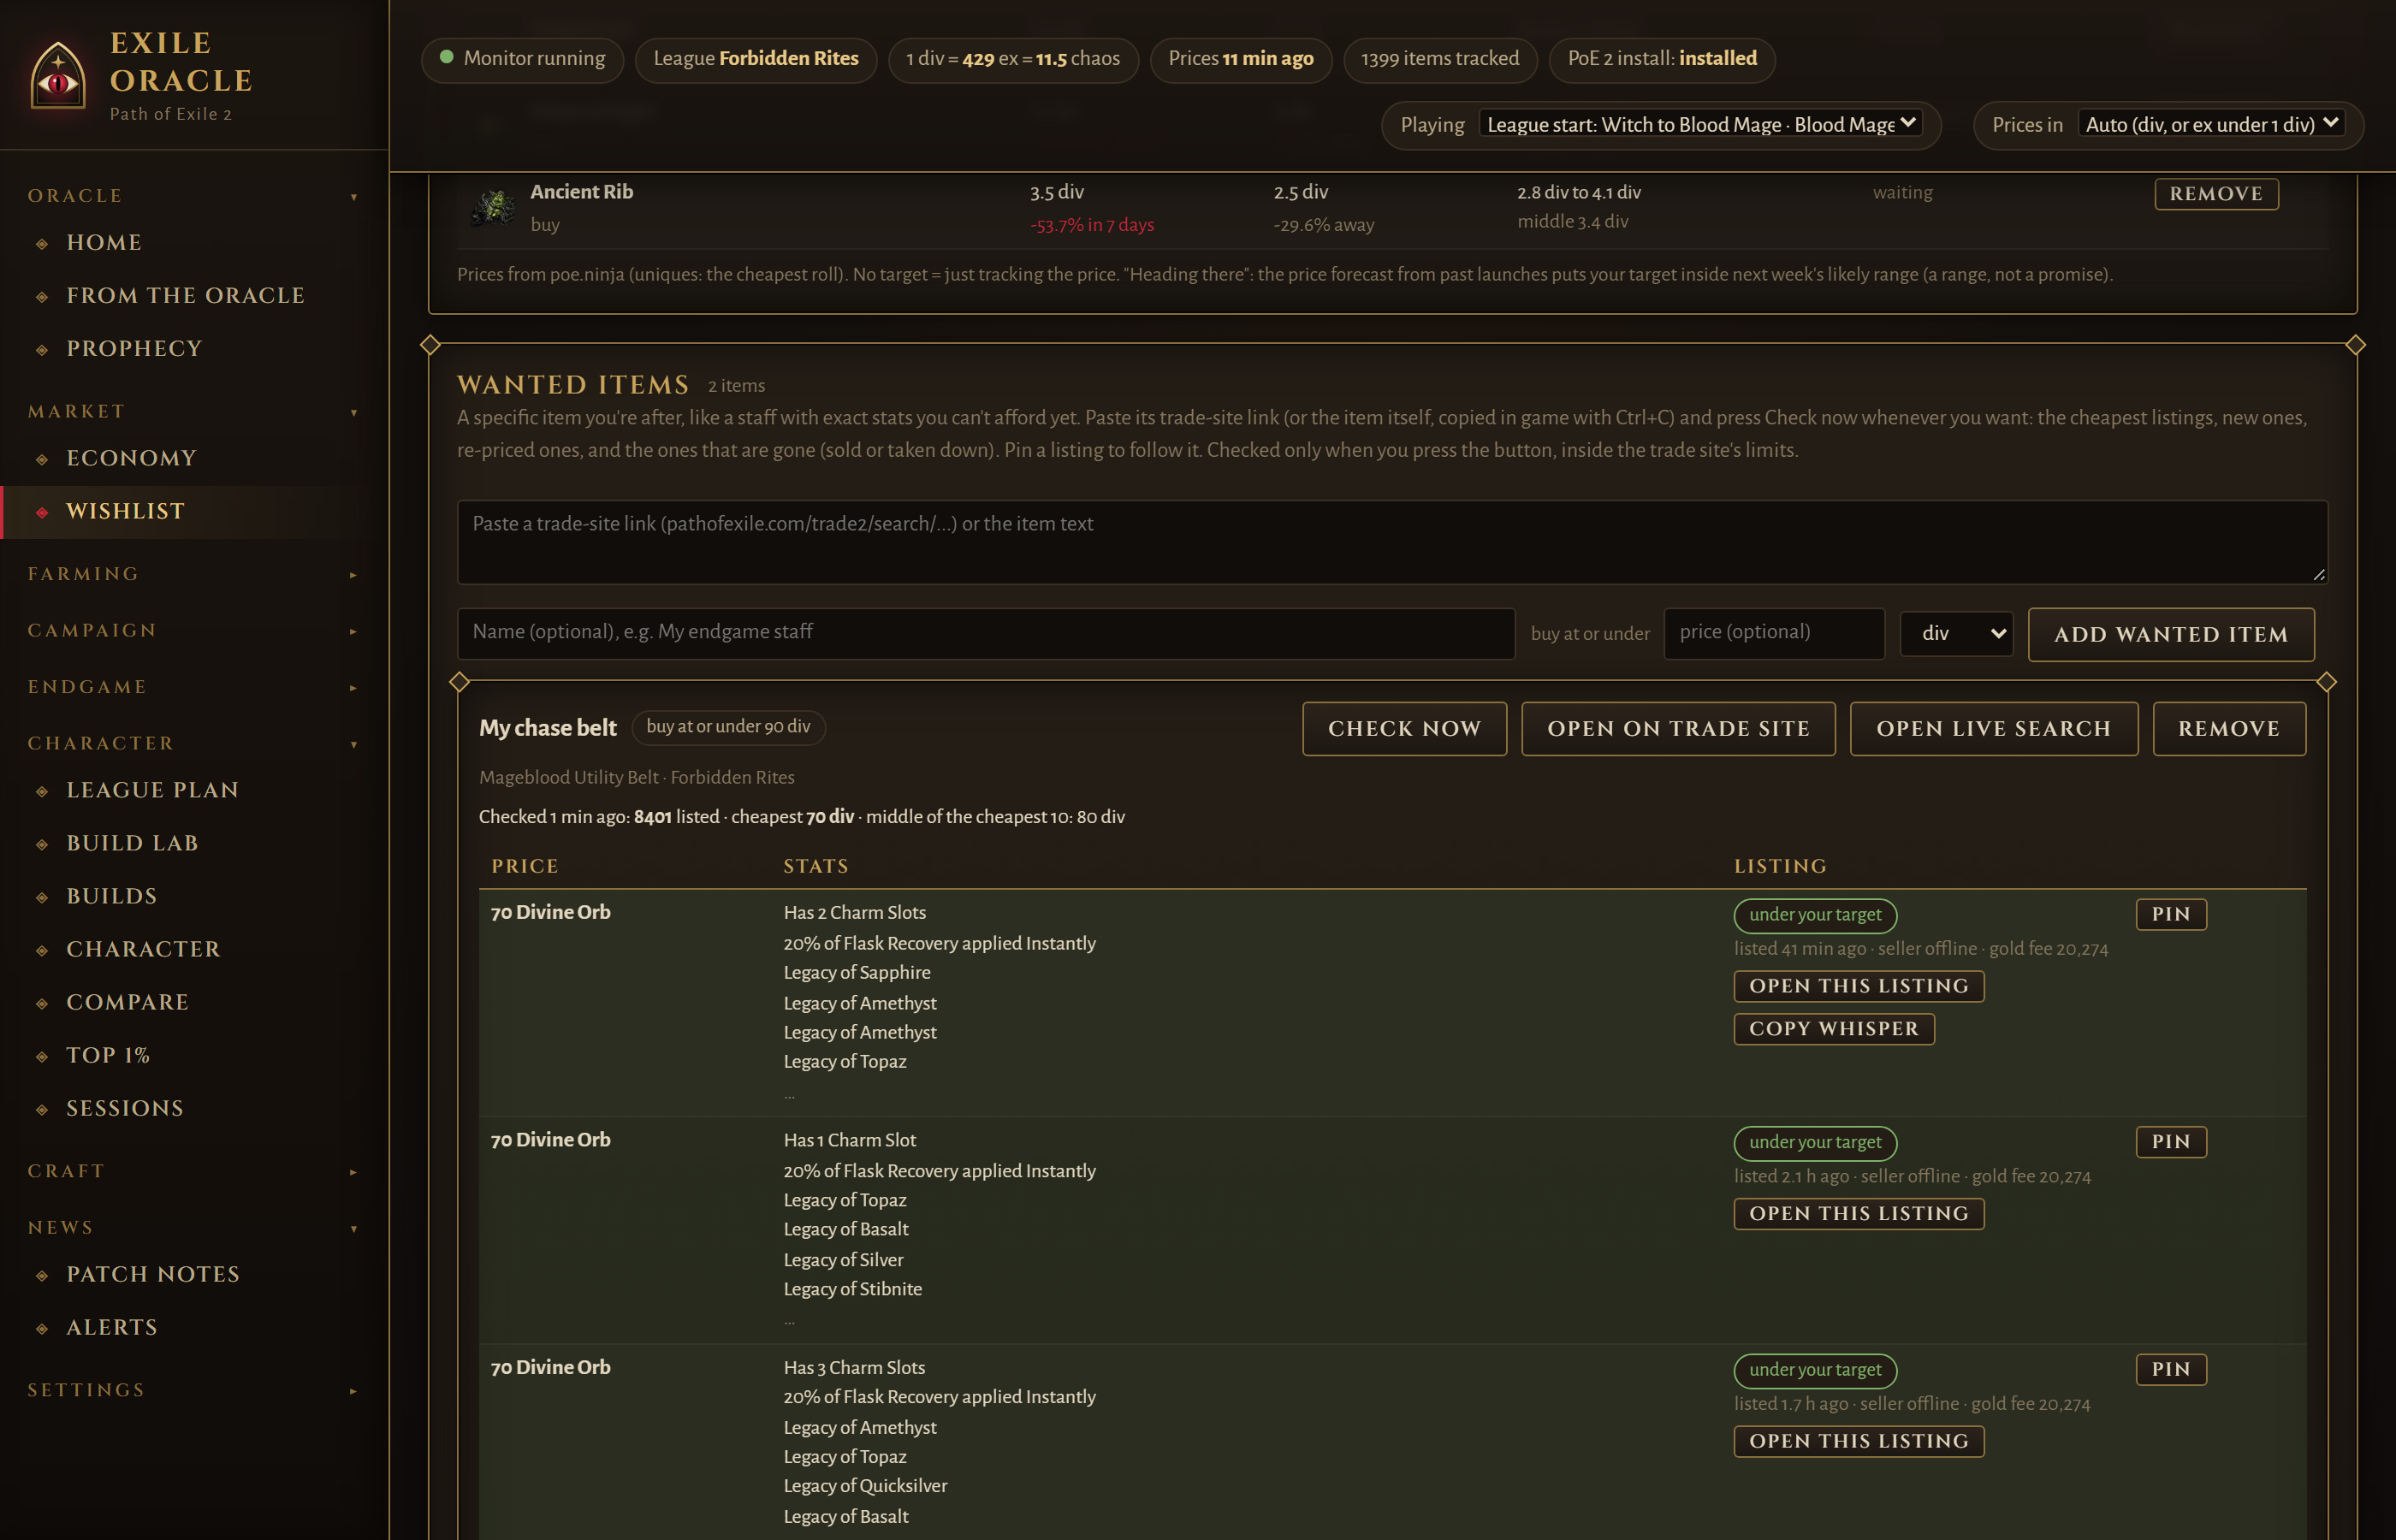 EXILE
ORACLE
Path of Exile 2
ORACLE
HOME
FROM THE ORACLE
PROPHECY
MARKET
ECONOMY
WISHLIST
FARMING
CAMPAIGN
ENDGAME
CHARACTER
LEAGUE PLAN
BUILD LAB
BUILDS
CHARACTER
COMPARE
TOP 1%
SESSIONS
CRAFT
NEWS
PATCH NOTES
ALERTS
SETTINGS
Monitor running
League Forbidden Rites
1 div = 429 ex = 11.5 chaos
Prices 11 min ago
1399 items tracked
PoE 2 install: installed
Playing League start: Witch to Blood Mage · Blood Mage
Prices in Auto (div, or ex under 1 div)
Ancient Rib 3.5 div 2.5 div 2.8 div to 4.1 div waiting REMOVE
buy -53.7% in 7 days -29.6% away middle 3.4 div
Prices from poe.ninja (uniques: the cheapest roll). No target = just tracking the price. "Heading there": the price forecast from past launches puts your target inside next week's likely range (a range, not a promise).
WANTED ITEMS 2 items
A specific item you're after, like a staff with exact stats you can't afford yet. Paste its trade-site link (or the item itself, copied in game with Ctrl+C) and press Check now whenever you want: the cheapest listings, new ones,
re-priced ones, and the ones that are gone (sold or taken down). Pin a listing to follow it. Checked only when you press the button, inside the trade site's limits.
Paste a trade-site link (pathofexile.com/trade2/search/...) or the item text
Name (optional), e.g. My endgame staff buy at or under price (optional) div ADD WANTED ITEM
My chase belt buy at or under 90 div CHECK NOW OPEN ON TRADE SITE OPEN LIVE SEARCH REMOVE
Mageblood Utility Belt · Forbidden Rites
Checked 1 min ago: 8401 listed · cheapest 70 div · middle of the cheapest 10: 80 div
PRICE STATS LISTING
70 Divine Orb
Has 2 Charm Slots
20% of Flask Recovery applied Instantly
Legacy of Sapphire
Legacy of Amethyst
Legacy of Amethyst
Legacy of Topaz
...
under your target
listed 41 min ago · seller offline · gold fee 20,274
OPEN THIS LISTING
COPY WHISPER
PIN
70 Divine Orb
Has 1 Charm Slot
20% of Flask Recovery applied Instantly
Legacy of Topaz
Legacy of Basalt
Legacy of Silver
Legacy of Stibnite
...
under your target
listed 2.1 h ago · seller offline · gold fee 20,274
OPEN THIS LISTING
PIN
70 Divine Orb
Has 3 Charm Slots
20% of Flask Recovery applied Instantly
Legacy of Amethyst
Legacy of Topaz
Legacy of Quicksilver
Legacy of Basalt
under your target
listed 1.7 h ago · seller offline · gold fee 20,274
OPEN THIS LISTING
PIN